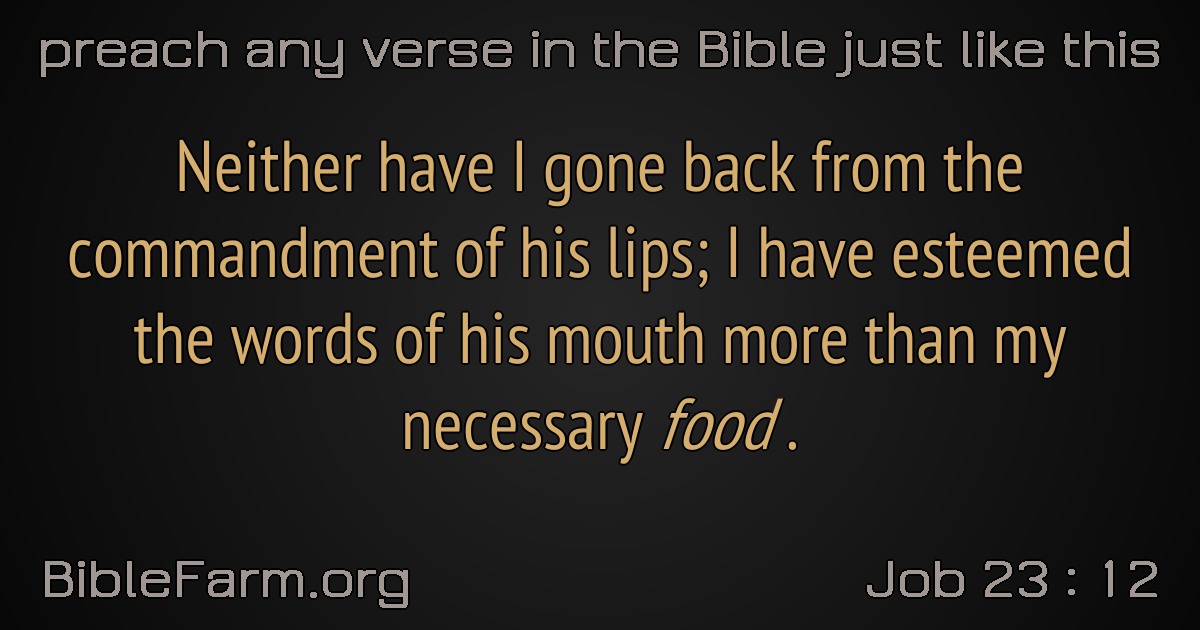 preach any verse in the Bible just like this
Neither have I gone back from the
commandment of his lips; I have esteemed
the words of his mouth more than my
necessary food .
BibleFarm.org
Job 23 : 12